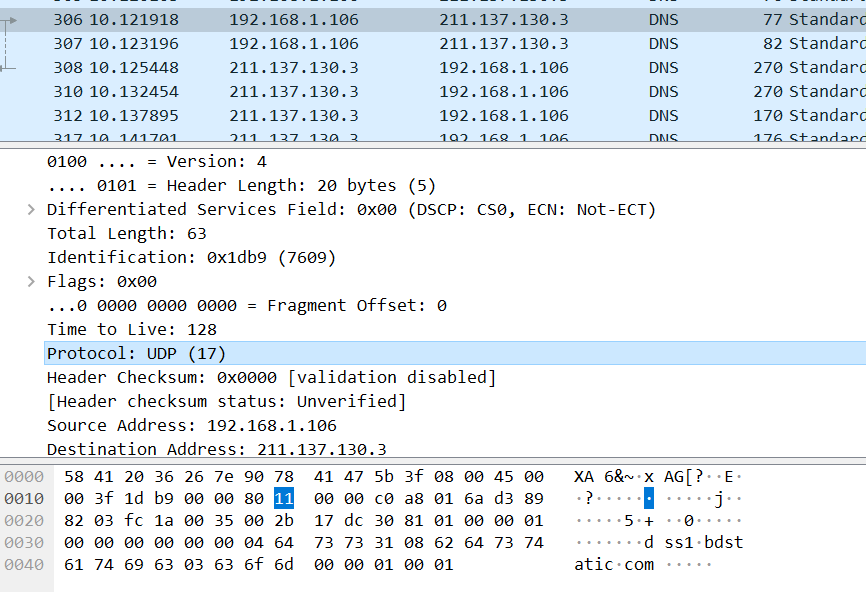 306 10.121918 192.168.1.106 211.137.130.3 DNS 77 Standard
307 10.123196 192.168.1.106 211.137.130.3 DNS 82 Standard
308 10.125448 211.137.130.3 192.168.1.106 DNS 270 Standard
310 10.132454 211.137.130.3 192.168.1.106 DNS 270 Standard
312 10.137895 211.137.130.3 192.168.1.106 DNS 170 Standard
317 10.141701 211.137.130.3 192.168.1.106 DNS 176 Standard
0100 .... = Version: 4
.... 0101 = Header Length: 20 bytes (5)
Differentiated Services Field: 0x00 (DSCP: CS0, ECN: Not-ECT)
Total Length: 63
Identification: 0x1db9 (7609)
Flags: 0x00
...0 0000 0000 0000 = Fragment Offset: 0
Time to Live: 128
Protocol: UDP (17)
Header Checksum: 0x0000 [validation disabled]
[Header checksum status: Unverified]
Source Address: 192.168.1.106
Destination Address: 211.137.130.3
0000 58 41 20 36 26 7e 90 78 41 47 5b 3f 08 00 45 00 XA 6&~·x AG[?··E·
0010 00 3f 1d b9 00 00 80 11 00 00 c0 a8 01 6a d3 89 ·?······ ·····j··
0020 82 03 fc 1a 00 35 00 2b 17 dc 30 81 01 00 00 01 ·····5·+ ··0·····
0030 00 00 00 00 00 00 04 64 73 73 31 08 62 64 73 74 ·······d ss1·bdst
0040 61 74 69 63 03 63 6f 6d 00 00 01 00 01 atic·com ·····